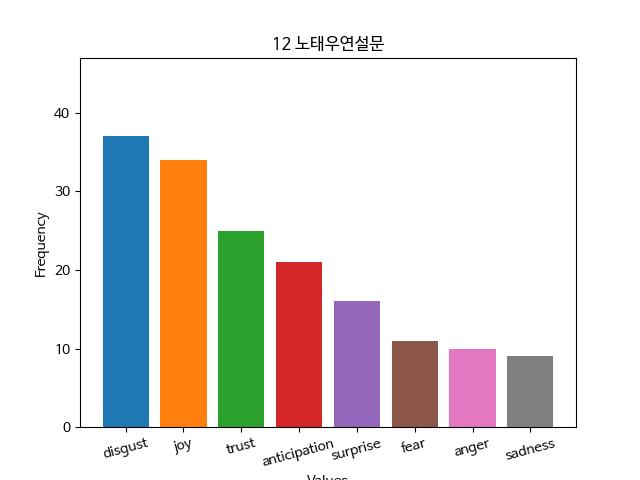 12 노태우연설문
Frequency
40
30
20
10
0
disgust joy trust anticipation surprise fear anger sadness
Values